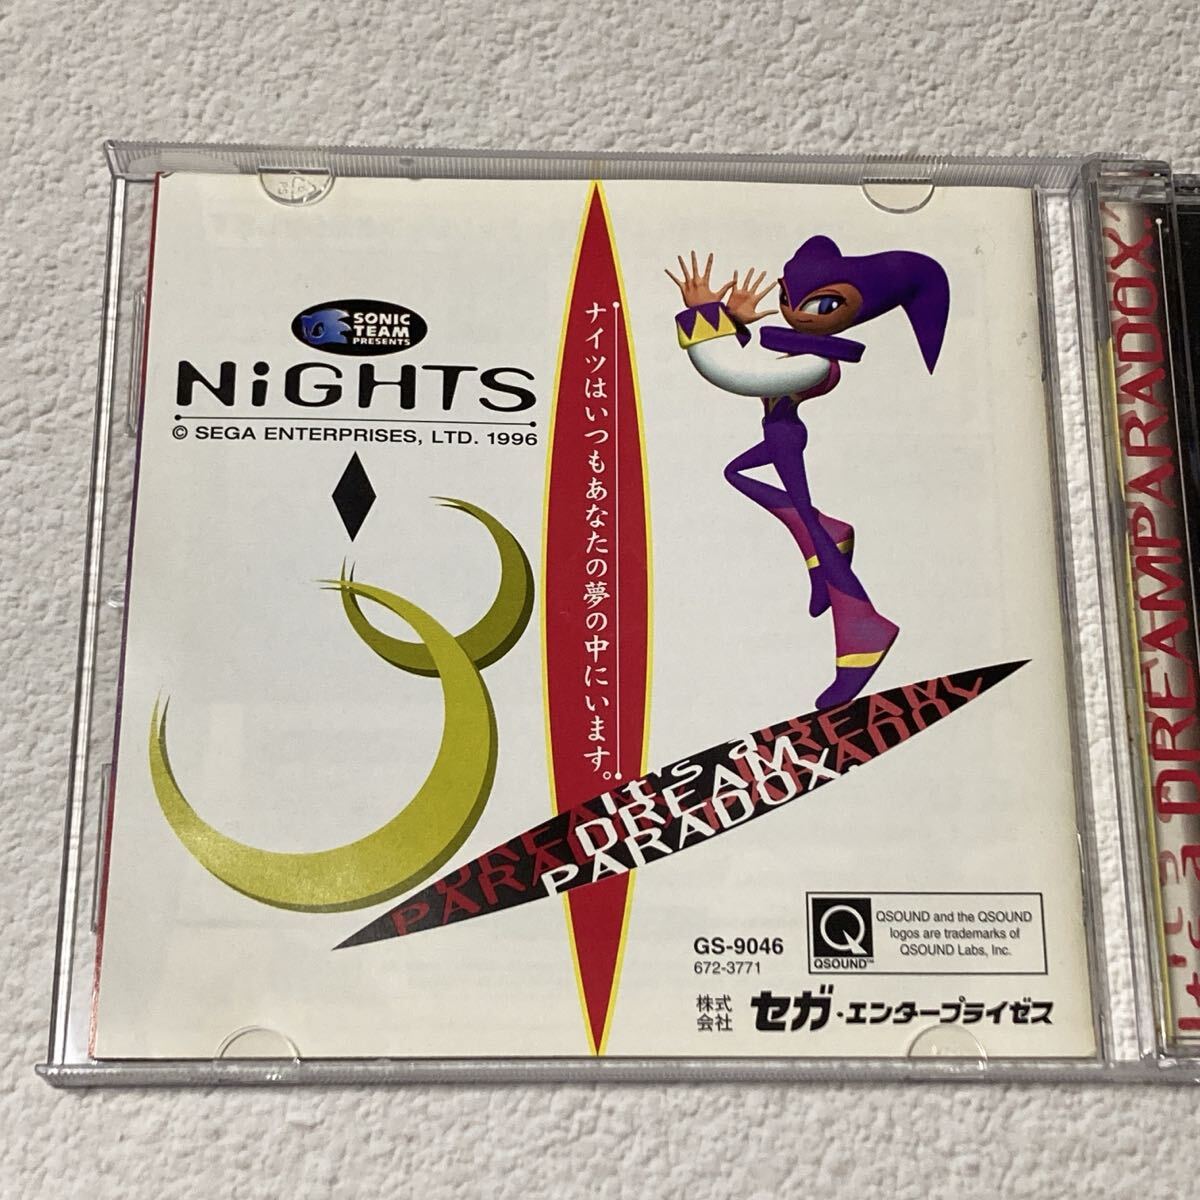 SONIC
TEAM
PRESENTS
NiGHTS
© SEGA ENTERPRISES, LTD. 1996
ナイツはいつもあなたの夢の中にいます。
it's a
DREAM
PARADOX.
GS-9046
672-3771
Q
QSOUND™
QSOUND and the QSOUND
logos are trademarks of
QSOUND Labs, Inc.
株式
会社
セガ・エンタープライゼス
It's a DREAMPARADOX.